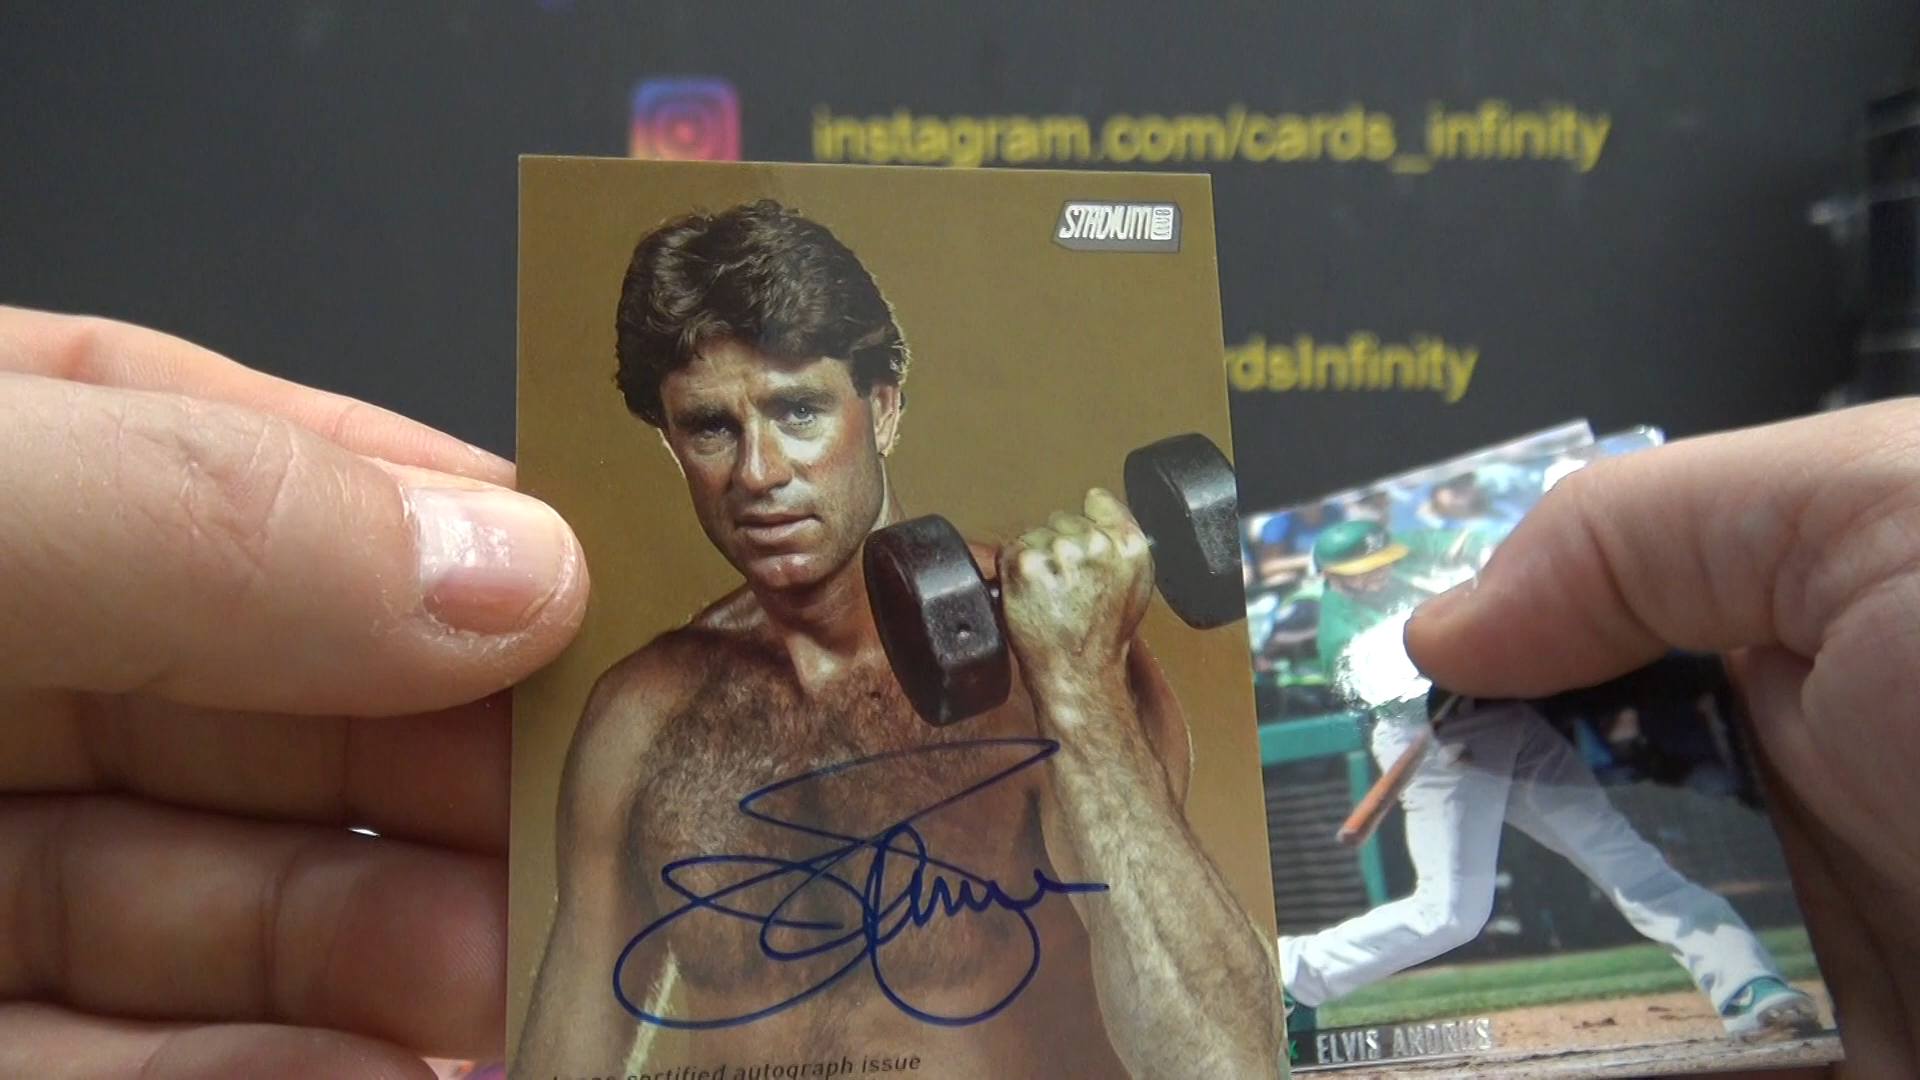 instagram.com/cards_infinity
rdsInfinity
STADIUM CLUB
certified autograph issue
ELVIS ANDRUS